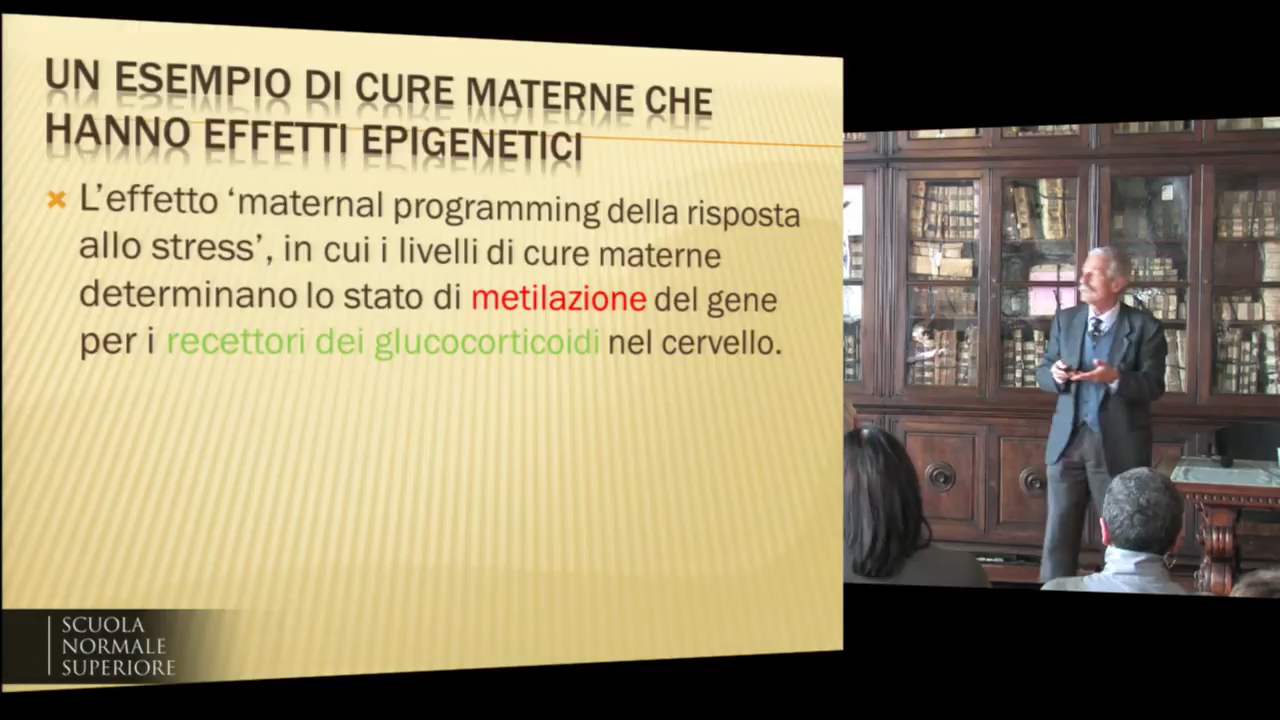 UN ESEMPIO DI CURE MATERNE CHE
HANNO EFFETTI EPIGENETICI
L’effetto ‘maternal programming della risposta
allo stress’, in cui i livelli di cure materne
determinano lo stato di metilazione del gene
per i recettori dei glucocorticoidi nel cervello.
SCUOLA
NORMALE
SUPERIORE